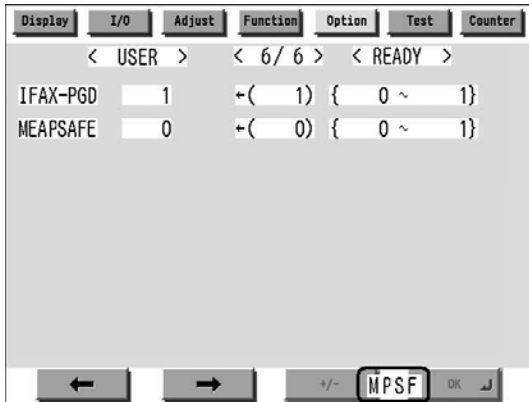 Display I/O Adjust Function Option Test Counter
< USER > < 6/ 6 > < READY >
IFAX-PGD 1 ←( 1) { 0 ~ 1}
MEAPSAFE 0 ←( 0) { 0 ~ 1}
← → +/- MPSF OK ↵